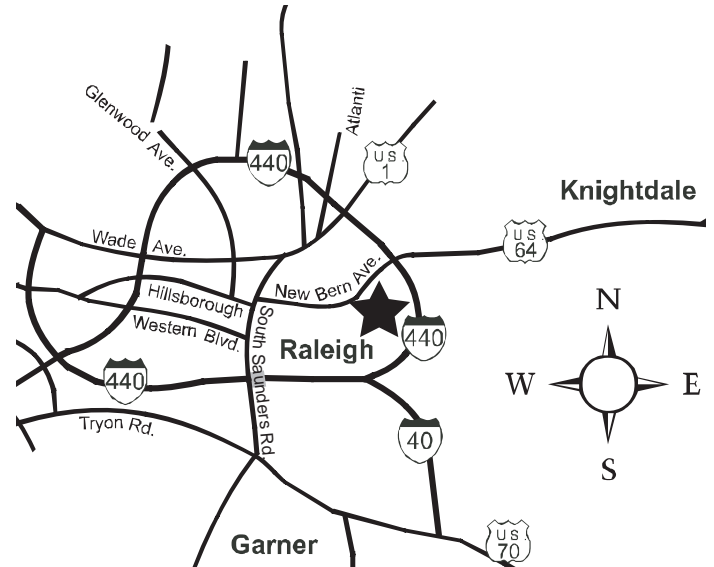 Glenwood Ave.
Atlanti
440
US
1
Knightdale
US
64
Wade Ave.
New Bern Ave.
Hillsborough
Western Blvd.
South Saunders Rd.
Raleigh
440
N
W
E
S
440
Tryon Rd.
40
Garner
US
70